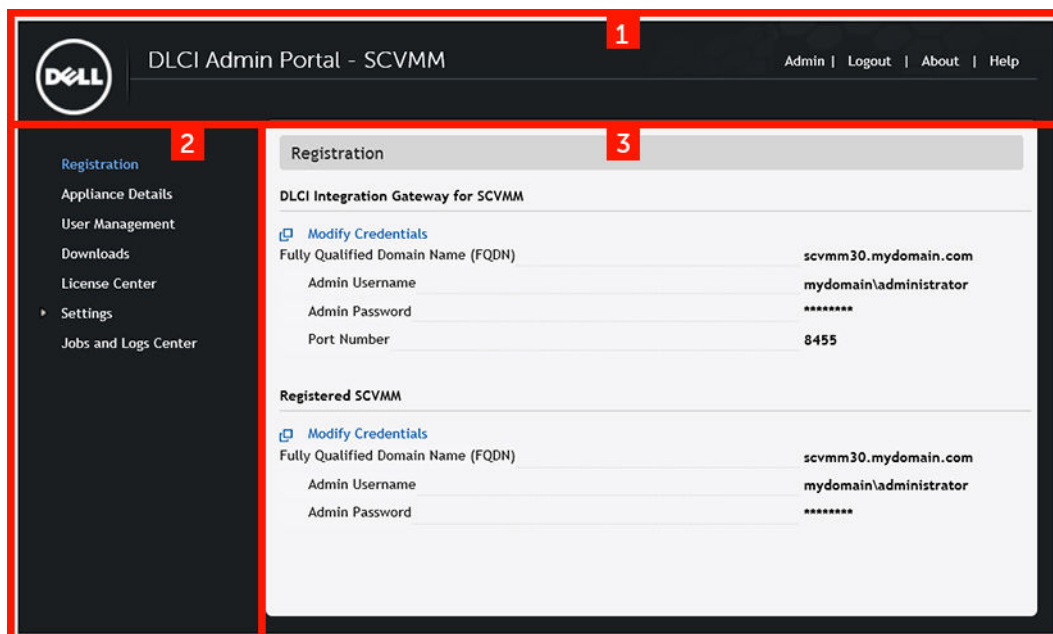 1
DELL
DLCI Admin Portal - SCVMM
Admin | Logout | About | Help
2
Registration
Appliance Details
User Management
Downloads
License Center
Settings
Jobs and Logs Center
3
Registration
DLCI Integration Gateway for SCVMM
Modify Credentials
Fully Qualified Domain Name (FQDN) scvmm30.mydomain.com
Admin Username mydomain\administrator
Admin Password ********
Port Number 8455
Registered SCVMM
Modify Credentials
Fully Qualified Domain Name (FQDN) scvmm30.mydomain.com
Admin Username mydomain\administrator
Admin Password ********